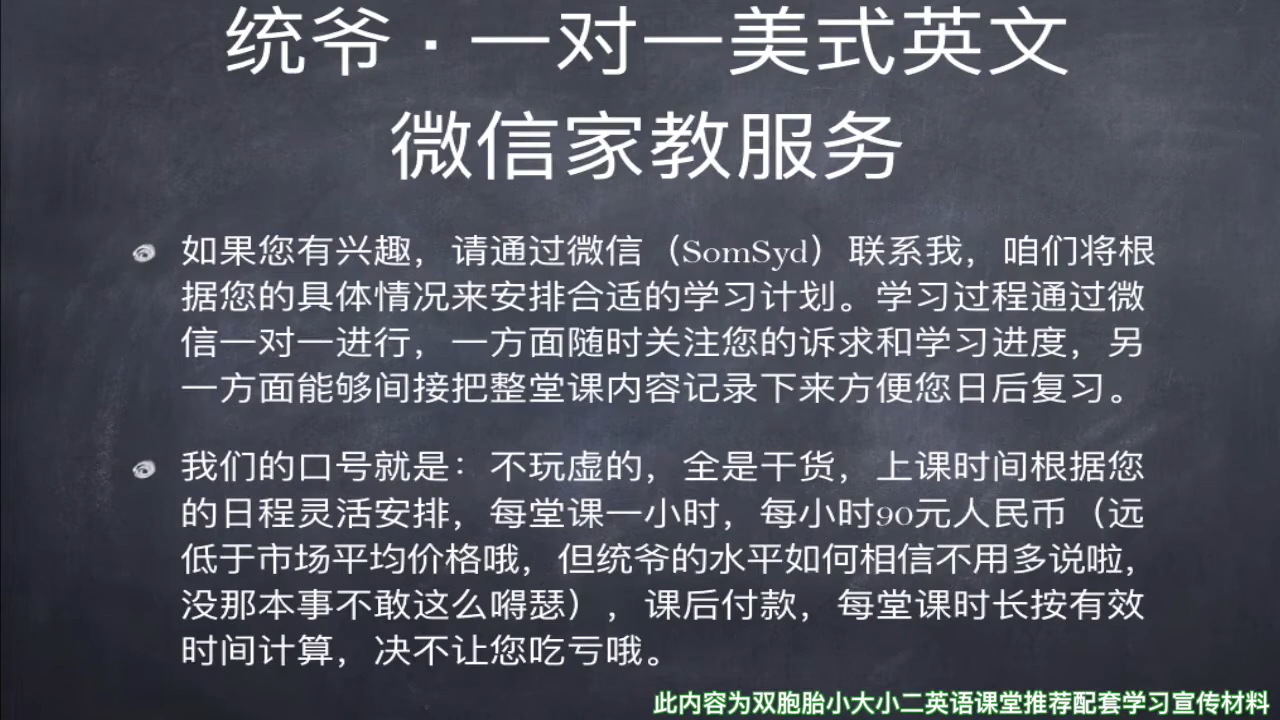 统爷·一对一美式英文
微信家教服务
如果您有兴趣，请通过微信（SomSyd）联系我，咱们将根
据您的具体情况来安排合适的学习计划。学习过程通过微
信一对一进行，一方面随时关注您的诉求和学习进度，另
一方面能够间接把整堂课内容记录下来方便您日后复习。
我们的口号就是：不玩虚的，全是干货，上课时间根据您
的日程灵活安排，每堂课一小时，每小时90元人民币（远
低于市场平均价格哦，但统爷的水平如何相信不用多说啦，
没那本事不敢这么嘚瑟），课后付款，每堂课时长按有效
时间计算，决不让您吃亏哦。
此内容为双胞胎小大小二英语课堂推荐配套学习宣传材料